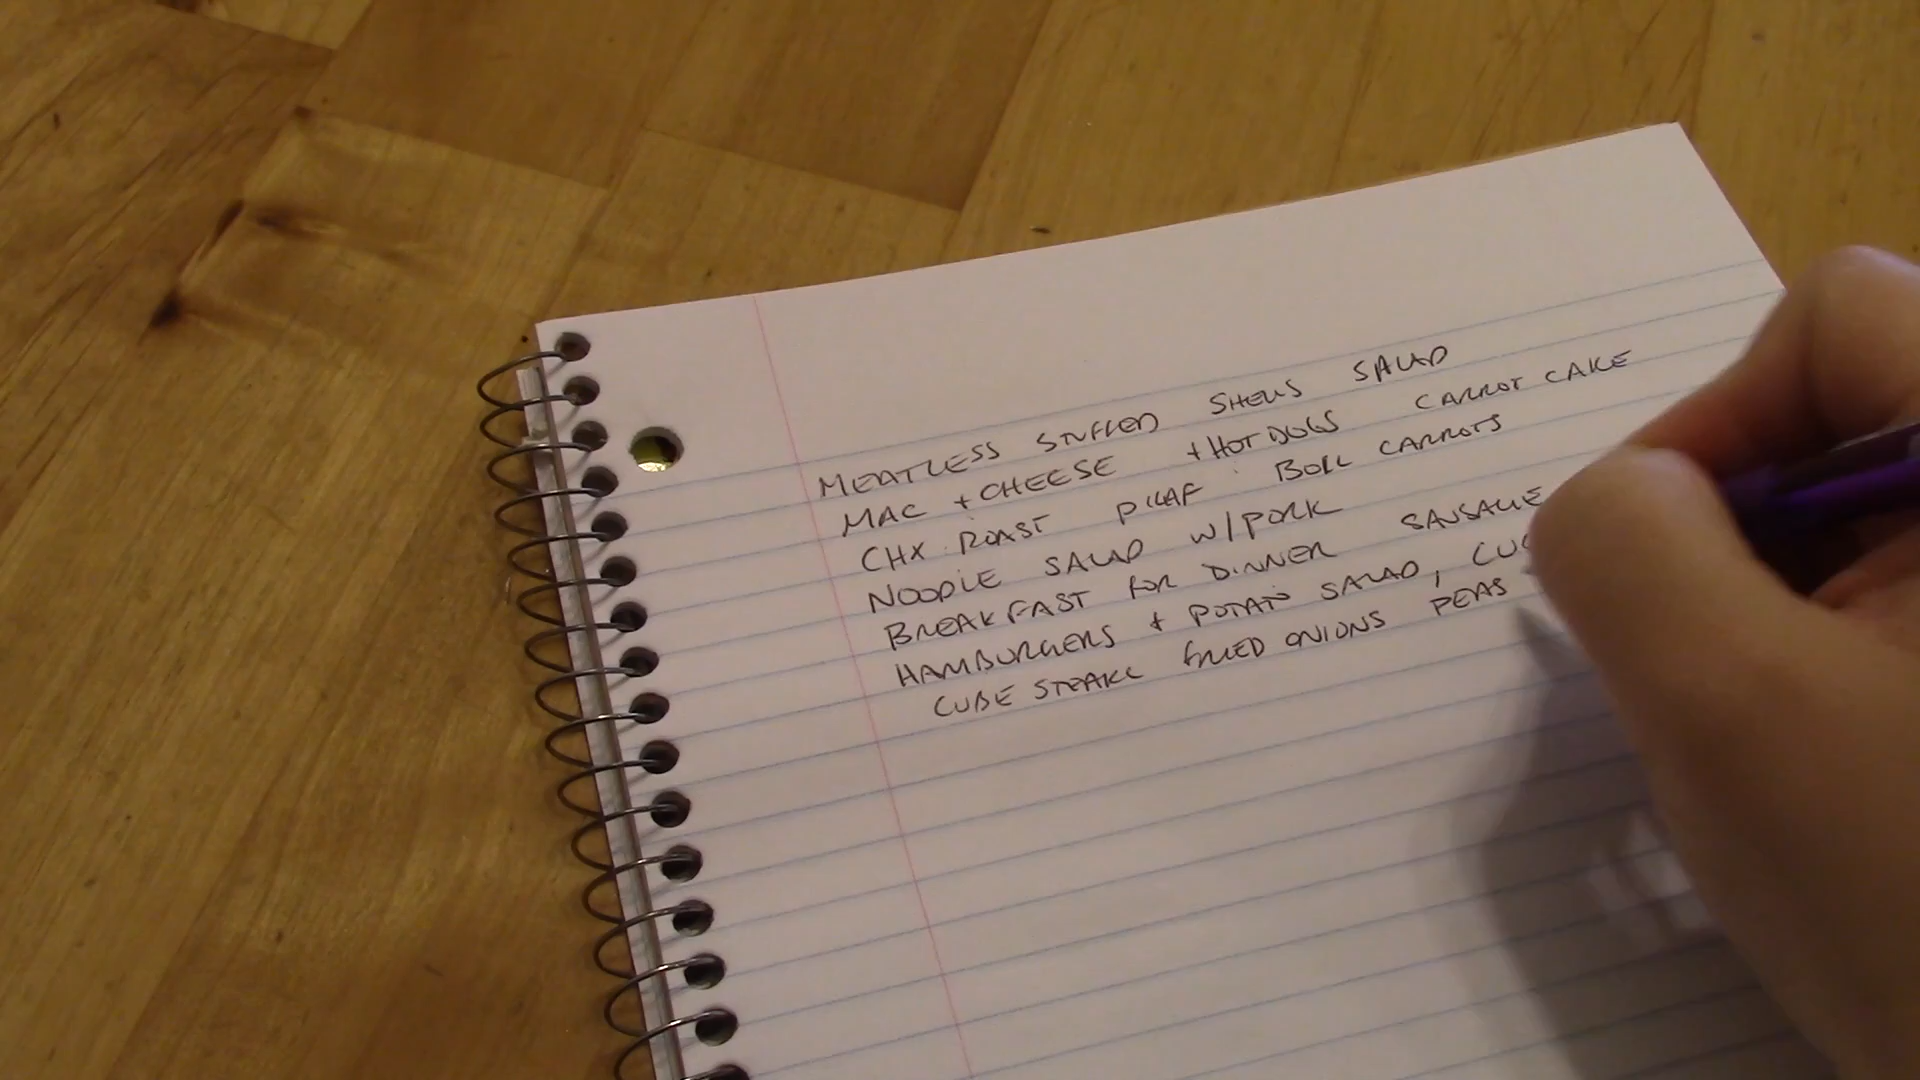 MEATLESS STUFFED SHELLS SALAD
MAC + CHEESE + HOT DOGS CARROT CAKE
CHX ROAST PILAF BOIL CARROTS
NOODLE SALAD W/ PORK
BREAKFAST FOR DINNER SAUSAGE
HAMBURGERS + POTATO SALAD,
CUBE STEAK FRIED ONIONS PEAS